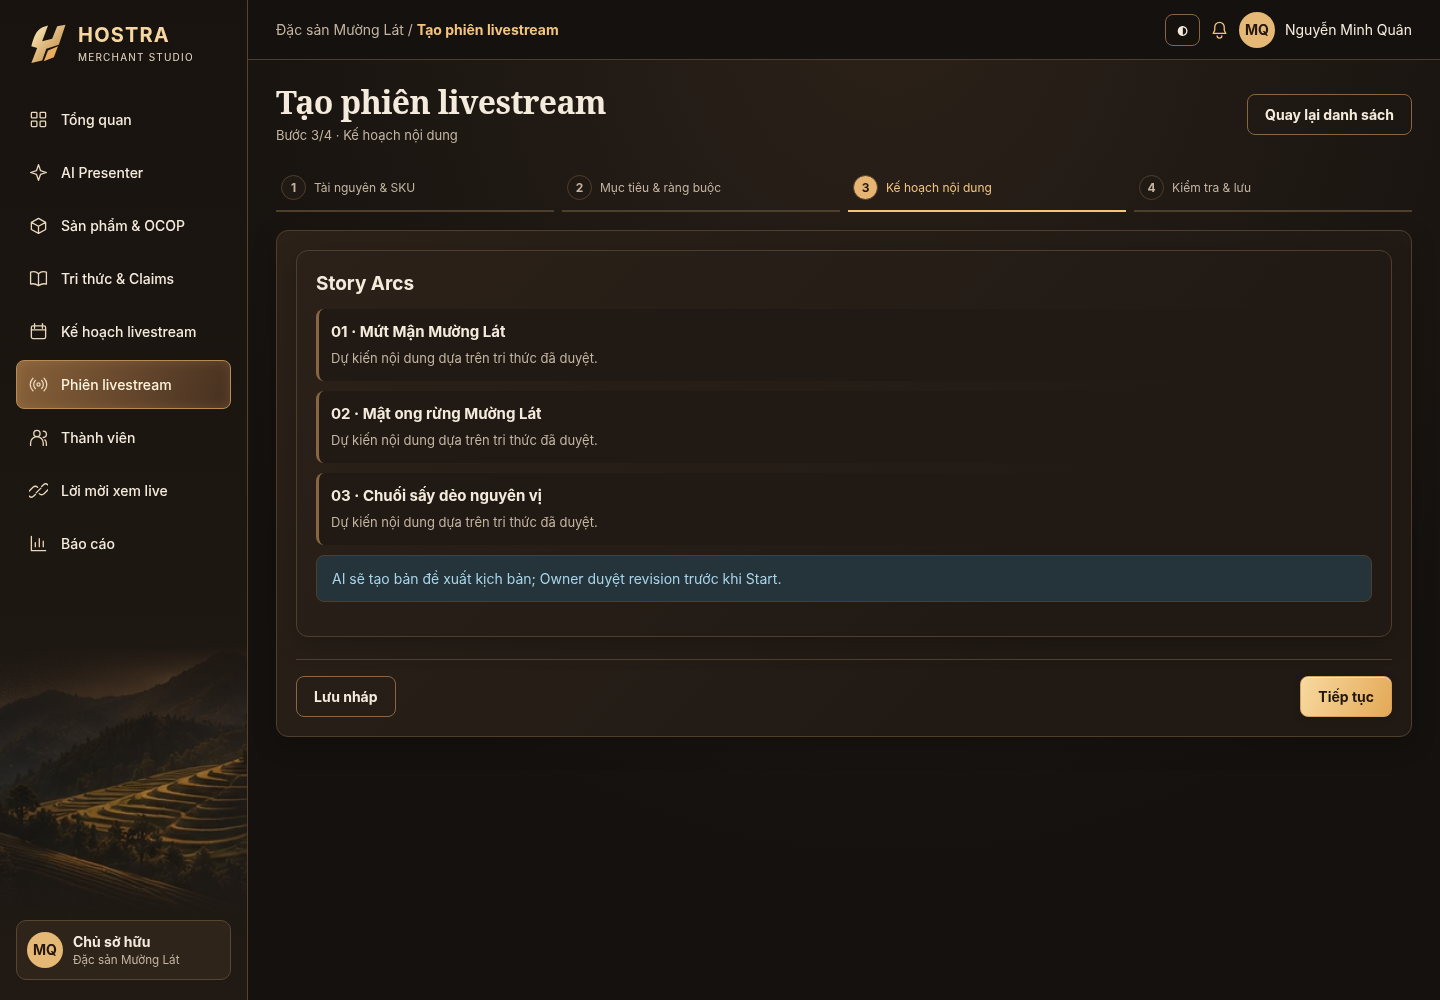 HOSTRA
MERCHANT STUDIO
Tổng quan
AI Presenter
Sản phẩm & OCOP
Tri thức & Claims
Kế hoạch livestream
Phiên livestream
Thành viên
Lời mời xem live
Báo cáo
MQ
Chủ sở hữu
Đặc sản Mường Lát
Đặc sản Mường Lát / Tạo phiên livestream
MQ
Nguyễn Minh Quân
Tạo phiên livestream
Bước 3/4 · Kế hoạch nội dung
Quay lại danh sách
1 Tài nguyên & SKU
2 Mục tiêu & ràng buộc
3 Kế hoạch nội dung
4 Kiểm tra & lưu
Story Arcs
01 · Mứt Mận Mường Lát
Dự kiến nội dung dựa trên tri thức đã duyệt.
02 · Mật ong rừng Mường Lát
Dự kiến nội dung dựa trên tri thức đã duyệt.
03 · Chuối sấy dẻo nguyên vị
Dự kiến nội dung dựa trên tri thức đã duyệt.
AI sẽ tạo bản đề xuất kịch bản; Owner duyệt revision trước khi Start.
Lưu nháp
Tiếp tục